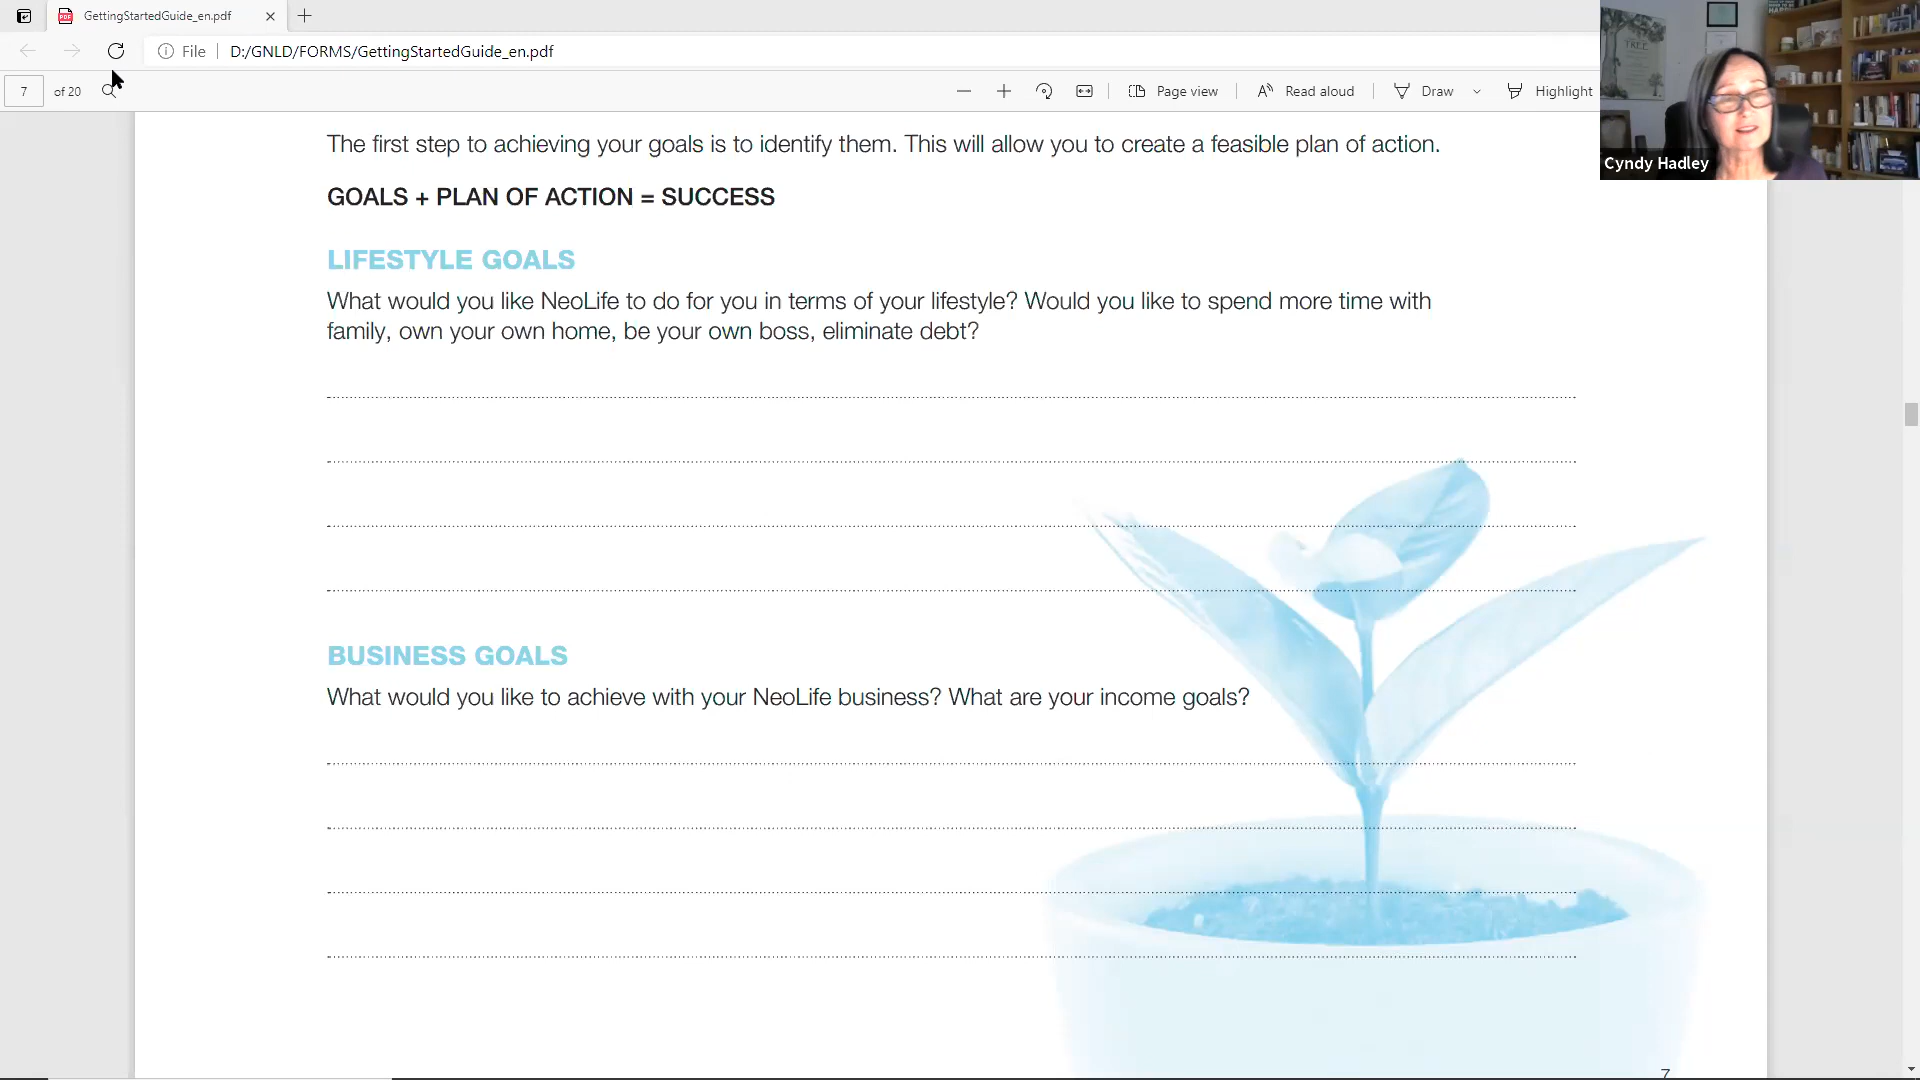 GettingStartedGuide_en.pdf
File
D:/GNLD/FORMS/GettingStartedGuide_en.pdf
7 of 20
Page view
Read aloud
Draw
Highlight
Cyndy Hadley
The first step to achieving your goals is to identify them. This will allow you to create a feasible plan of action.
GOALS + PLAN OF ACTION = SUCCESS
LIFESTYLE GOALS
What would you like NeoLife to do for you in terms of your lifestyle? Would you like to spend more time with
family, own your own home, be your own boss, eliminate debt?
BUSINESS GOALS
What would you like to achieve with your NeoLife business? What are your income goals?
7